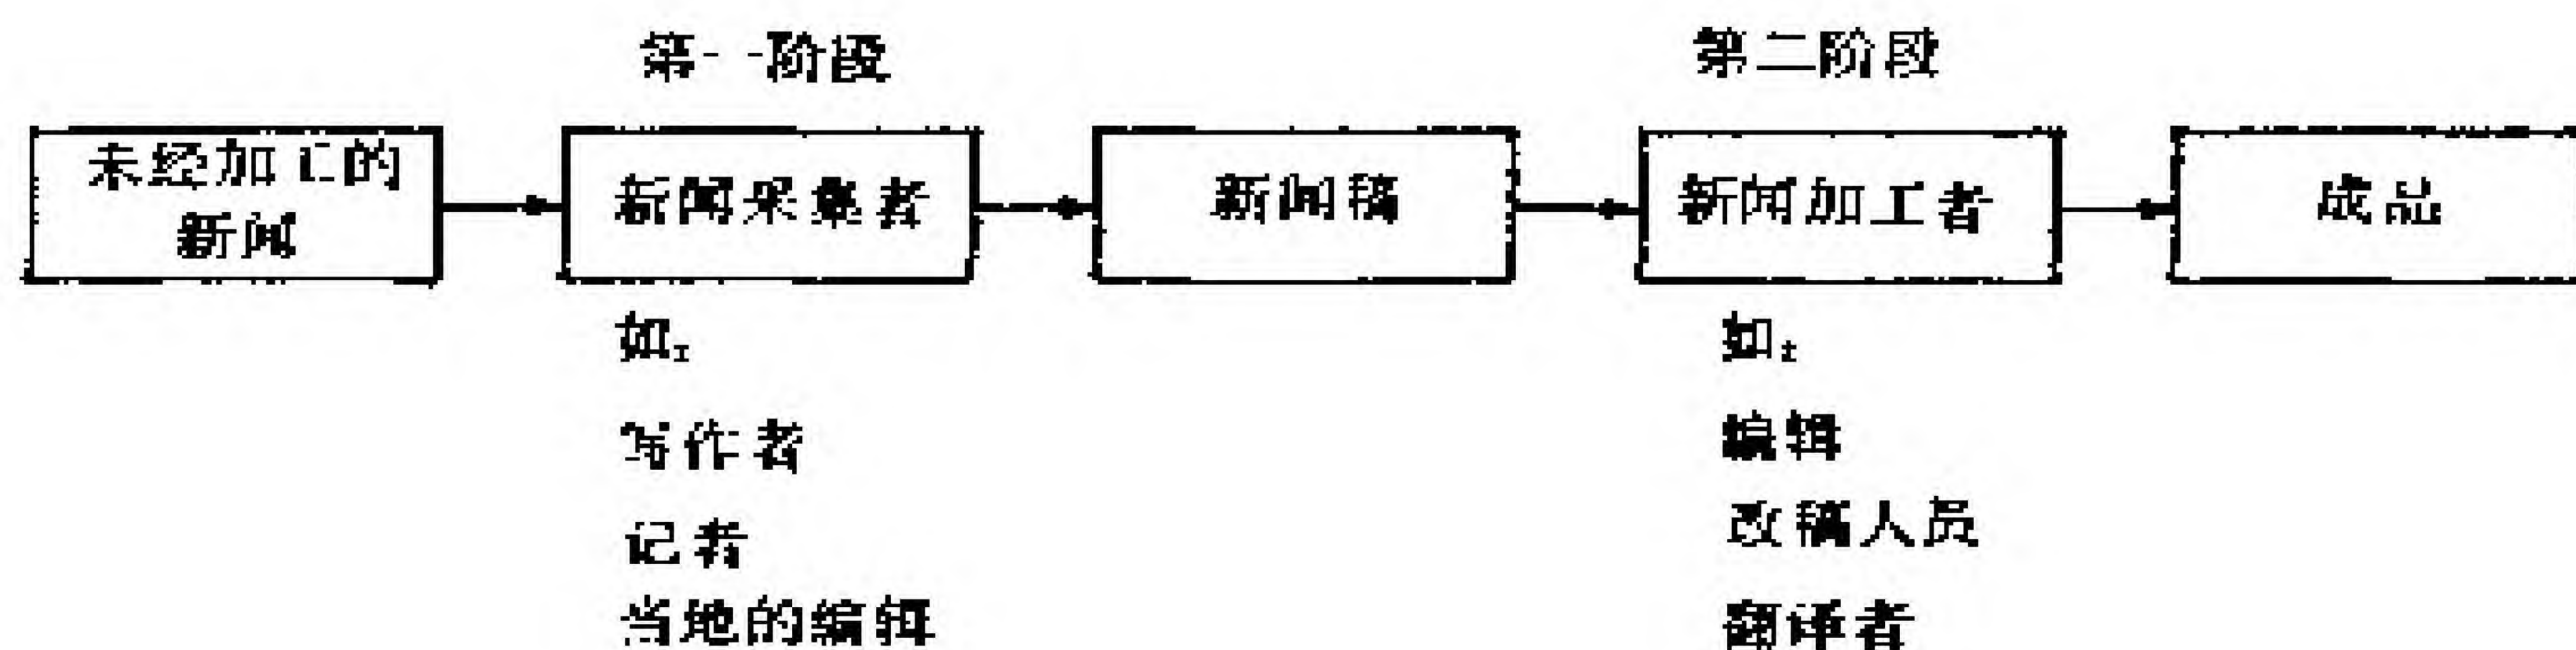 第一阶段
第二阶段
未经加工的
新闻
新闻采集者
新闻稿
新闻加工者
成品
如：
写作者
记者
当地的编辑
如：
编辑
改稿人员
翻译者